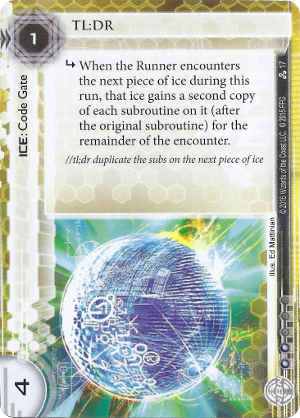 1
TL;DR
ICE: Code Gate
↳ When the Runner encounters
the next piece of ice during this
run, that ice gains a second copy
of each subroutine on it (after
the original subroutine) for the
remainder of the encounter.
//tl;dr duplicate the subs on the next piece of ice
17
© 2015 Wizards of the Coast LLC. © 2015 FFG
Illus. Ed Mattinian
4